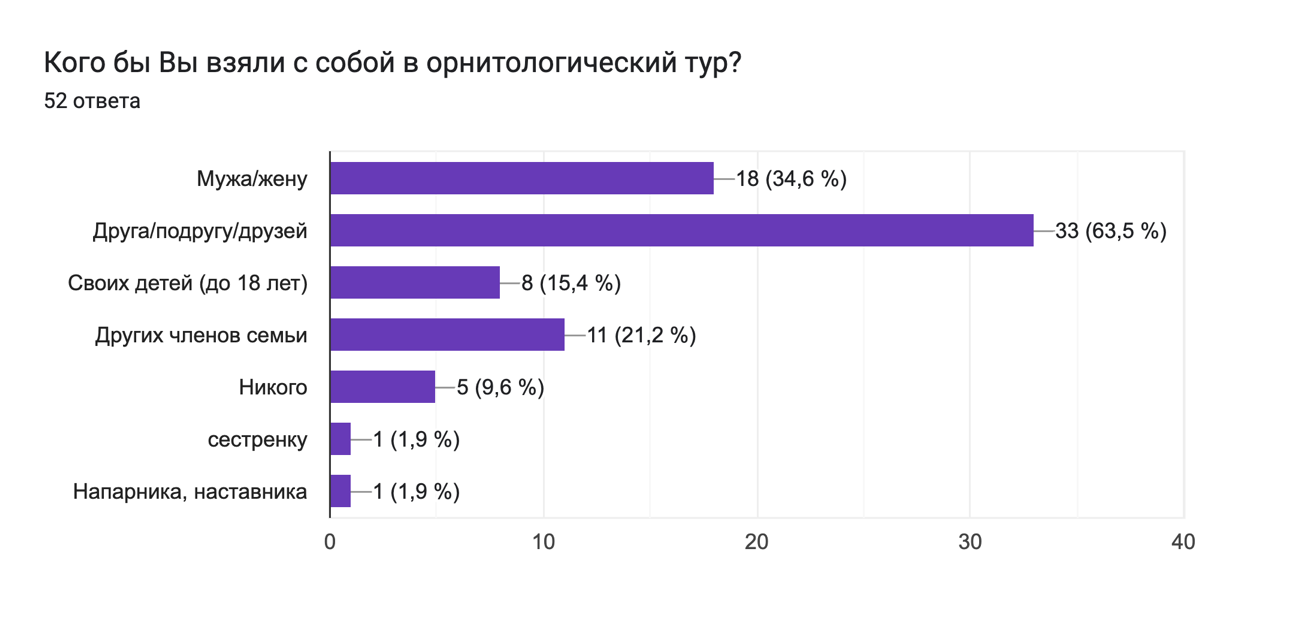 Кого бы Вы взяли с собой в орнитологический тур?
52 ответа
Мужа/жену 18 (34,6 %)
Друга/подругу/друзей 33 (63,5 %)
Своих детей (до 18 лет) 8 (15,4 %)
Других членов семьи 11 (21,2 %)
Никого 5 (9,6 %)
сестренку 1 (1,9 %)
Напарника, наставника 1 (1,9 %)
0 10 20 30 40